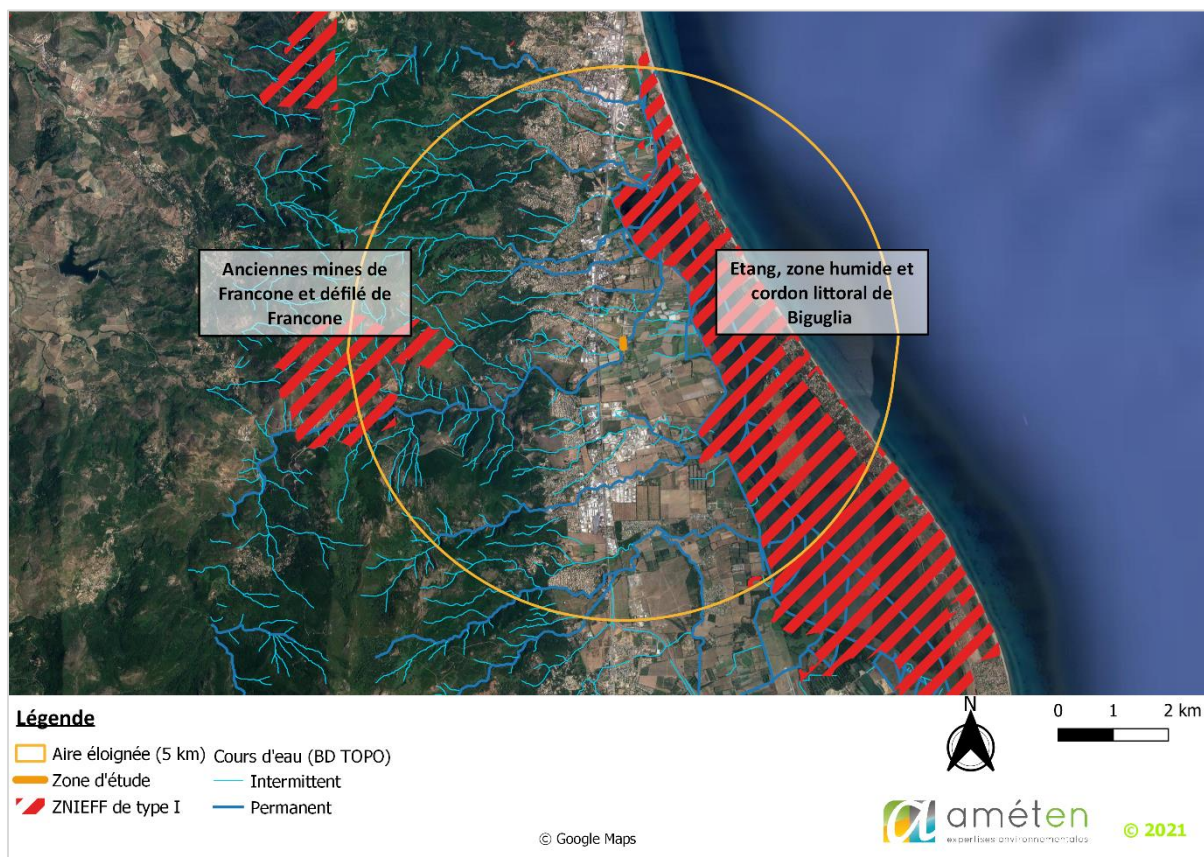 Anciennes mines de
Francone et défilé de
Francone
Etang, zone humide et
cordon littoral de
Biguglia
Légende
Aire éloignée (5 km)
Zone d'étude
ZNIEFF de type I
Cours d'eau (BD TOPO)
Intermittent
Permanent
© Google Maps
N
0 1 2 km
améten
expertises environnementales
© 2021